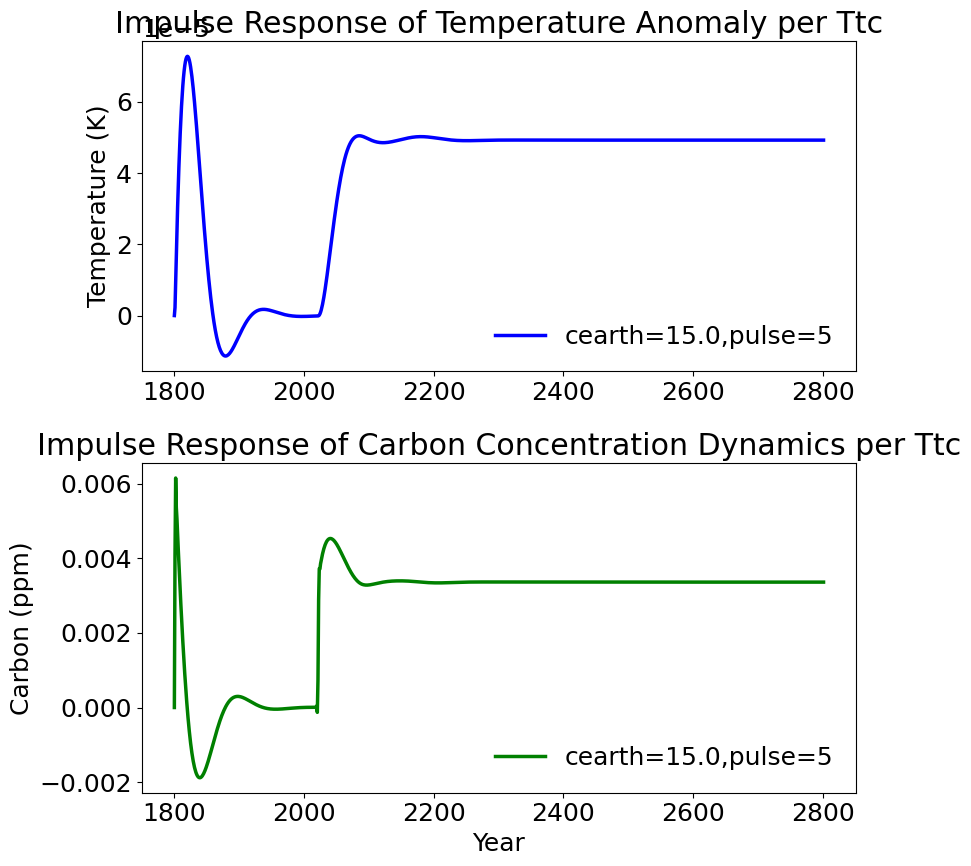 Impulse Response of Temperature Anomaly per Ttc
1e−5
6
4
2
0
Temperature (K)
cearth=15.0,pulse=5
1800 2000 2200 2400 2600 2800
Impulse Response of Carbon Concentration Dynamics per Ttc
0.006
0.004
0.002
0.000
−0.002
Carbon (ppm)
cearth=15.0,pulse=5
1800 2000 2200 2400 2600 2800
Year